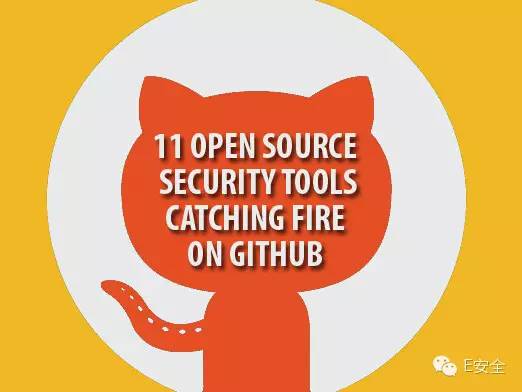 11 OPEN SOURCE
SECURITY TOOLS
CATCHING FIRE
ON GITHUB
E安全